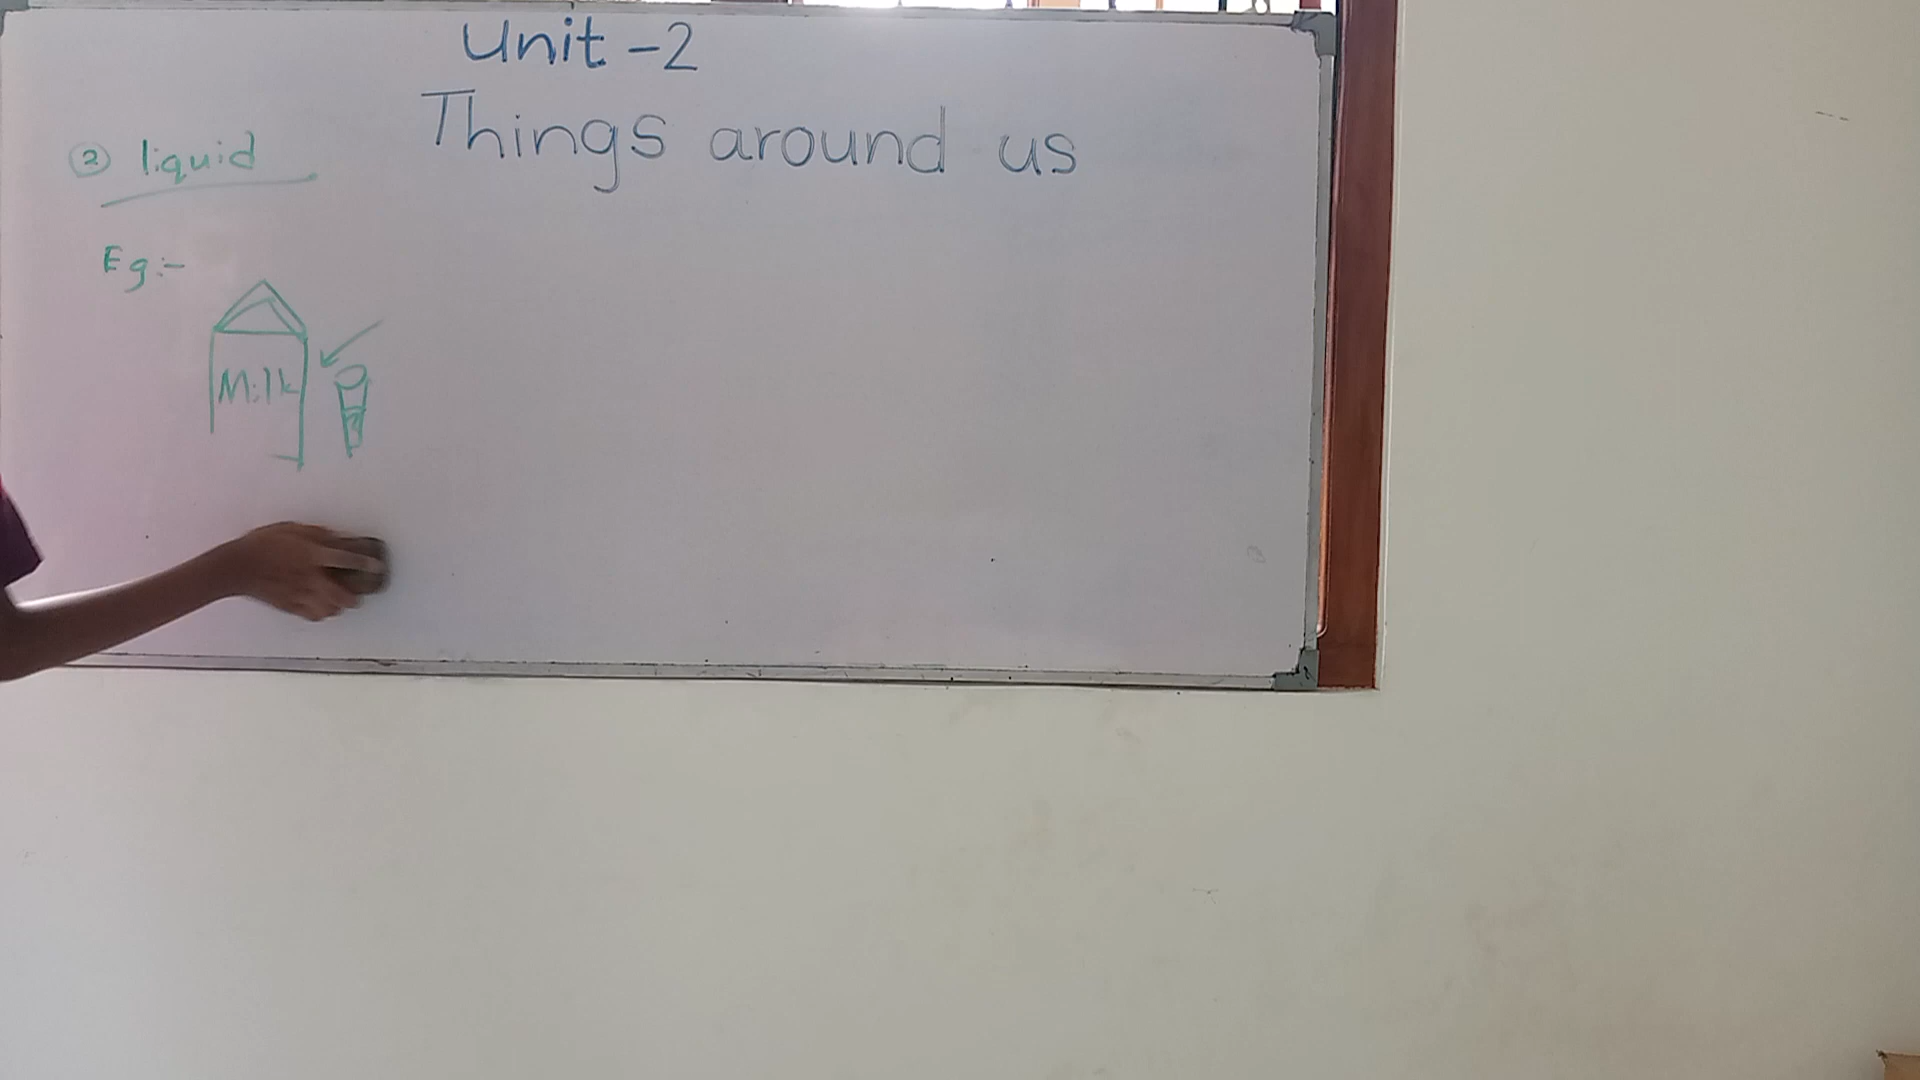 Unit - 2
Things around us
② liquid
Eg:-
Milk